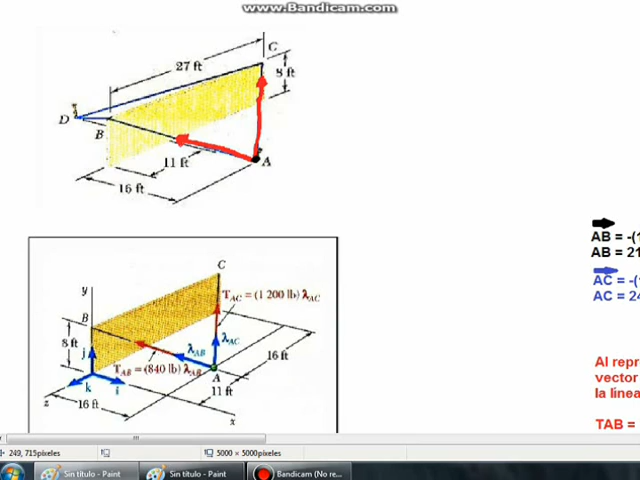 www.Bandicam.com
C
27 ft
8 ft
D
B
11 ft
A
16 ft
AB = -(1
AB = 21
AC = -(
AC = 24
C
y
T_AC = (1 200 lb) λ_AC
B
8 ft
j
λ_AB
λ_AC
16 ft
T_AB = (840 lb) λ_AB
A
k
i
11 ft
z
16 ft
x
Al repr
vector
la linea
TAB =
249, 715píxeles
5000 × 5000píxeles
Sin título - Paint
Sin título - Paint
Bandicam (No re...